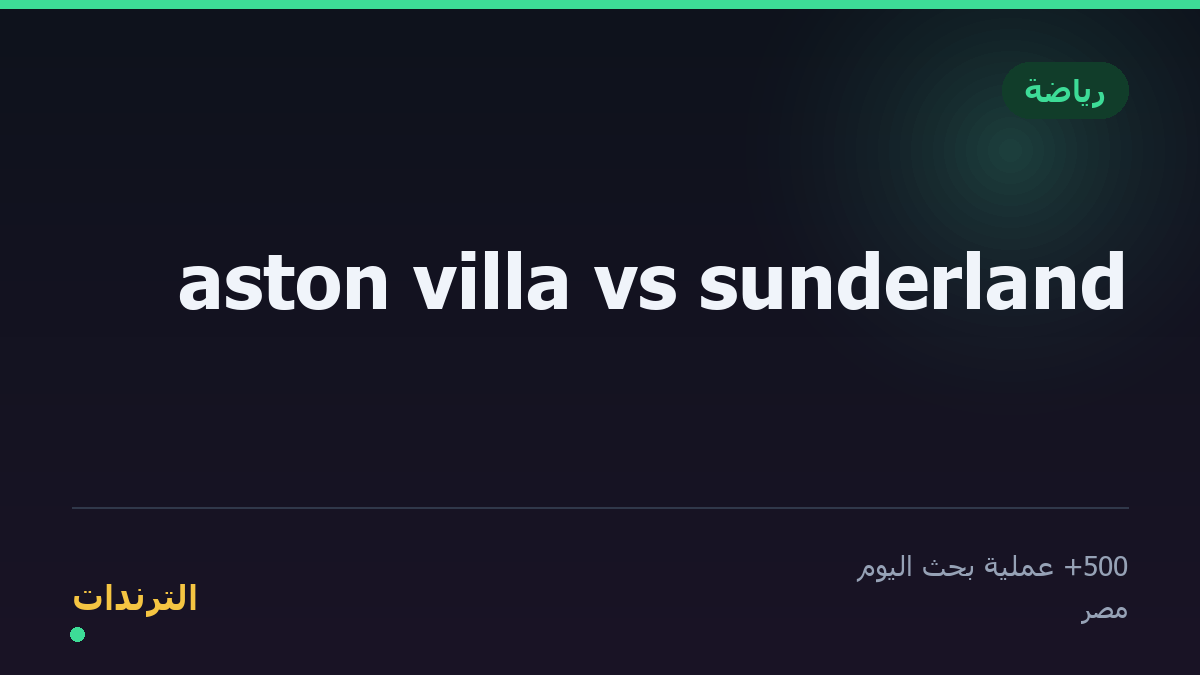 رياضة
aston villa vs sunderland
500+ عملية بحث اليوم
مصر
الترندات